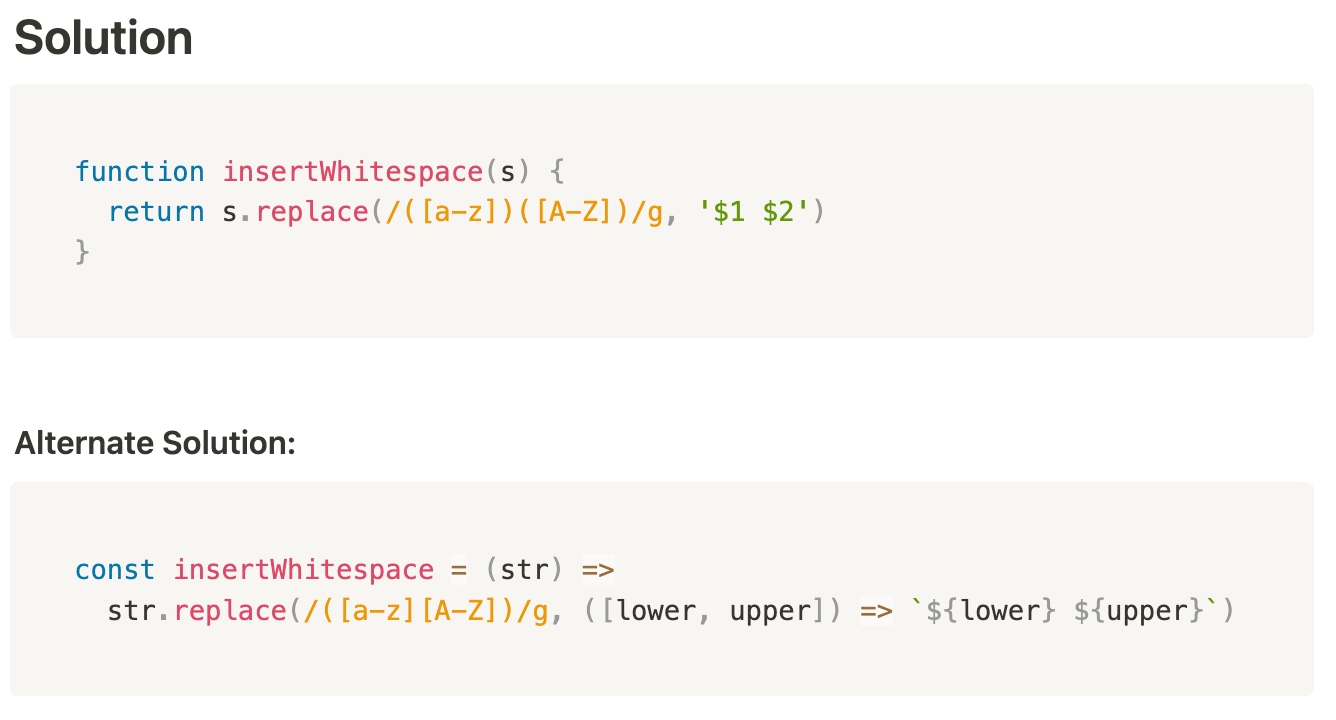 Solution
function insertWhitespace(s) {
  return s.replace(/([a-z])([A-Z])/g, '$1 $2')
}
Alternate Solution:
const insertWhitespace = (str) =>
  str.replace(/([a-z][A-Z])/g, ([lower, upper]) => `${lower} ${upper}`)